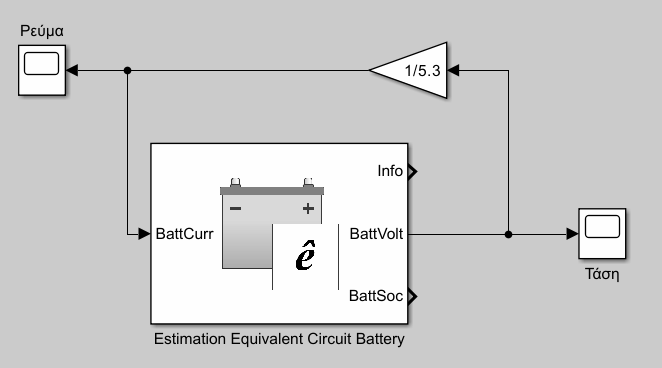 Ρεύμα
1/5.3
Info
BattCurr
− +
ê
BattVolt
Τάση
BattSoc
Estimation Equivalent Circuit Battery